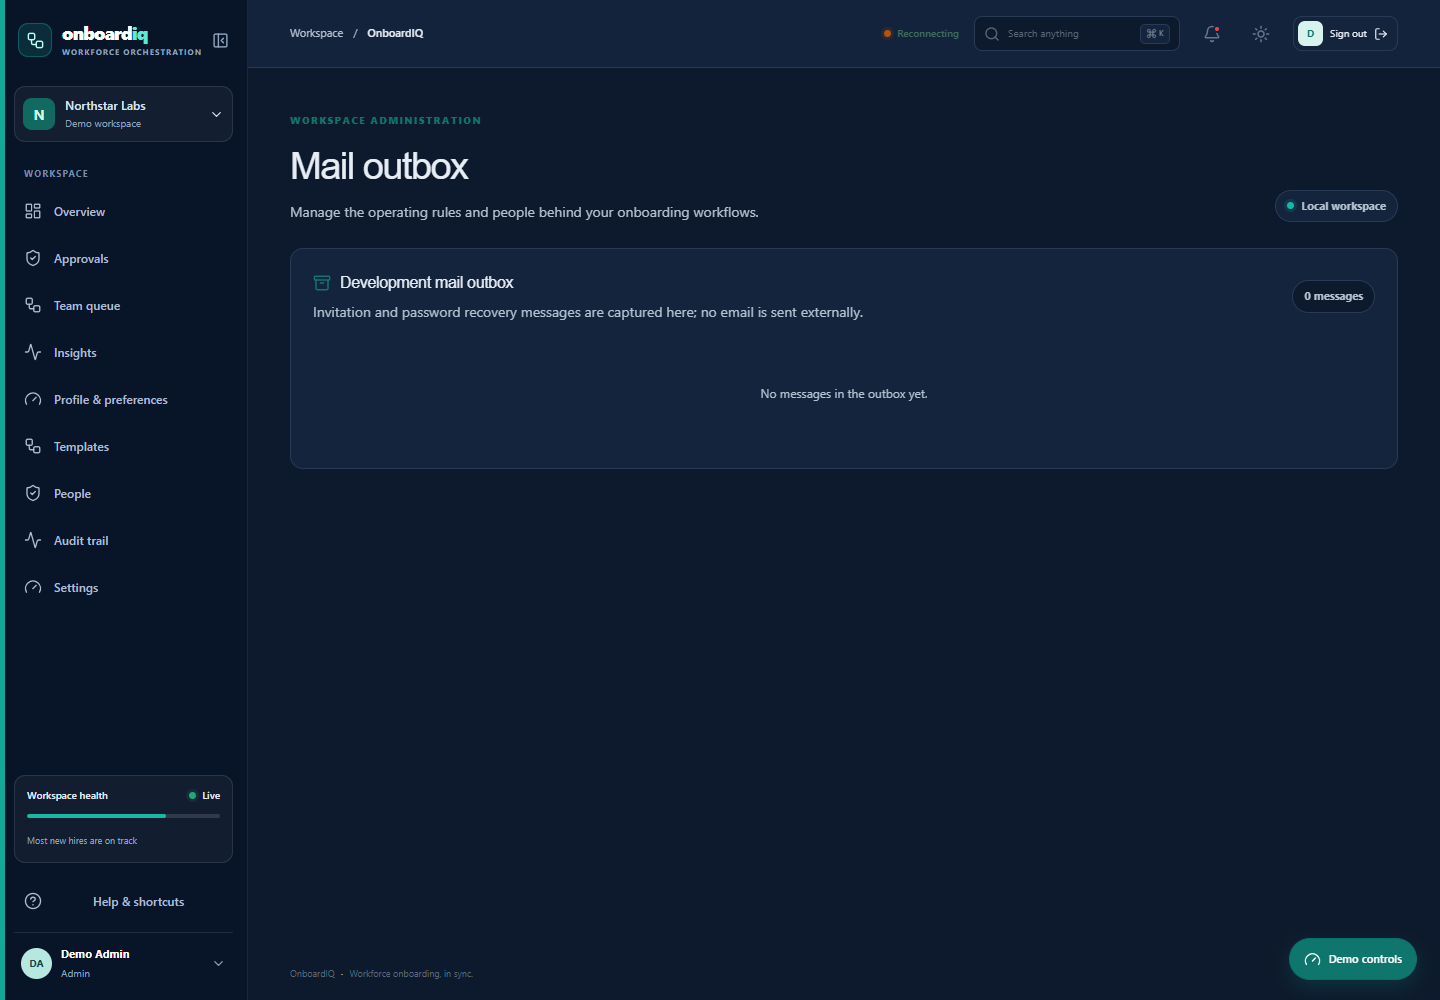 onboardiq
WORKFORCE ORCHESTRATION
N
Northstar Labs
Demo workspace
WORKSPACE
Overview
Approvals
Team queue
Insights
Profile & preferences
Templates
People
Audit trail
Settings
Workspace health
Live
Most new hires are on track
Help & shortcuts
DA
Demo Admin
Admin
Workspace / OnboardIQ
Reconnecting
Search anything
⌘ K
D
Sign out
WORKSPACE ADMINISTRATION
Mail outbox
Manage the operating rules and people behind your onboarding workflows.
Local workspace
Development mail outbox
Invitation and password recovery messages are captured here; no email is sent externally.
0 messages
No messages in the outbox yet.
OnboardIQ · Workforce onboarding, in sync.
Demo controls